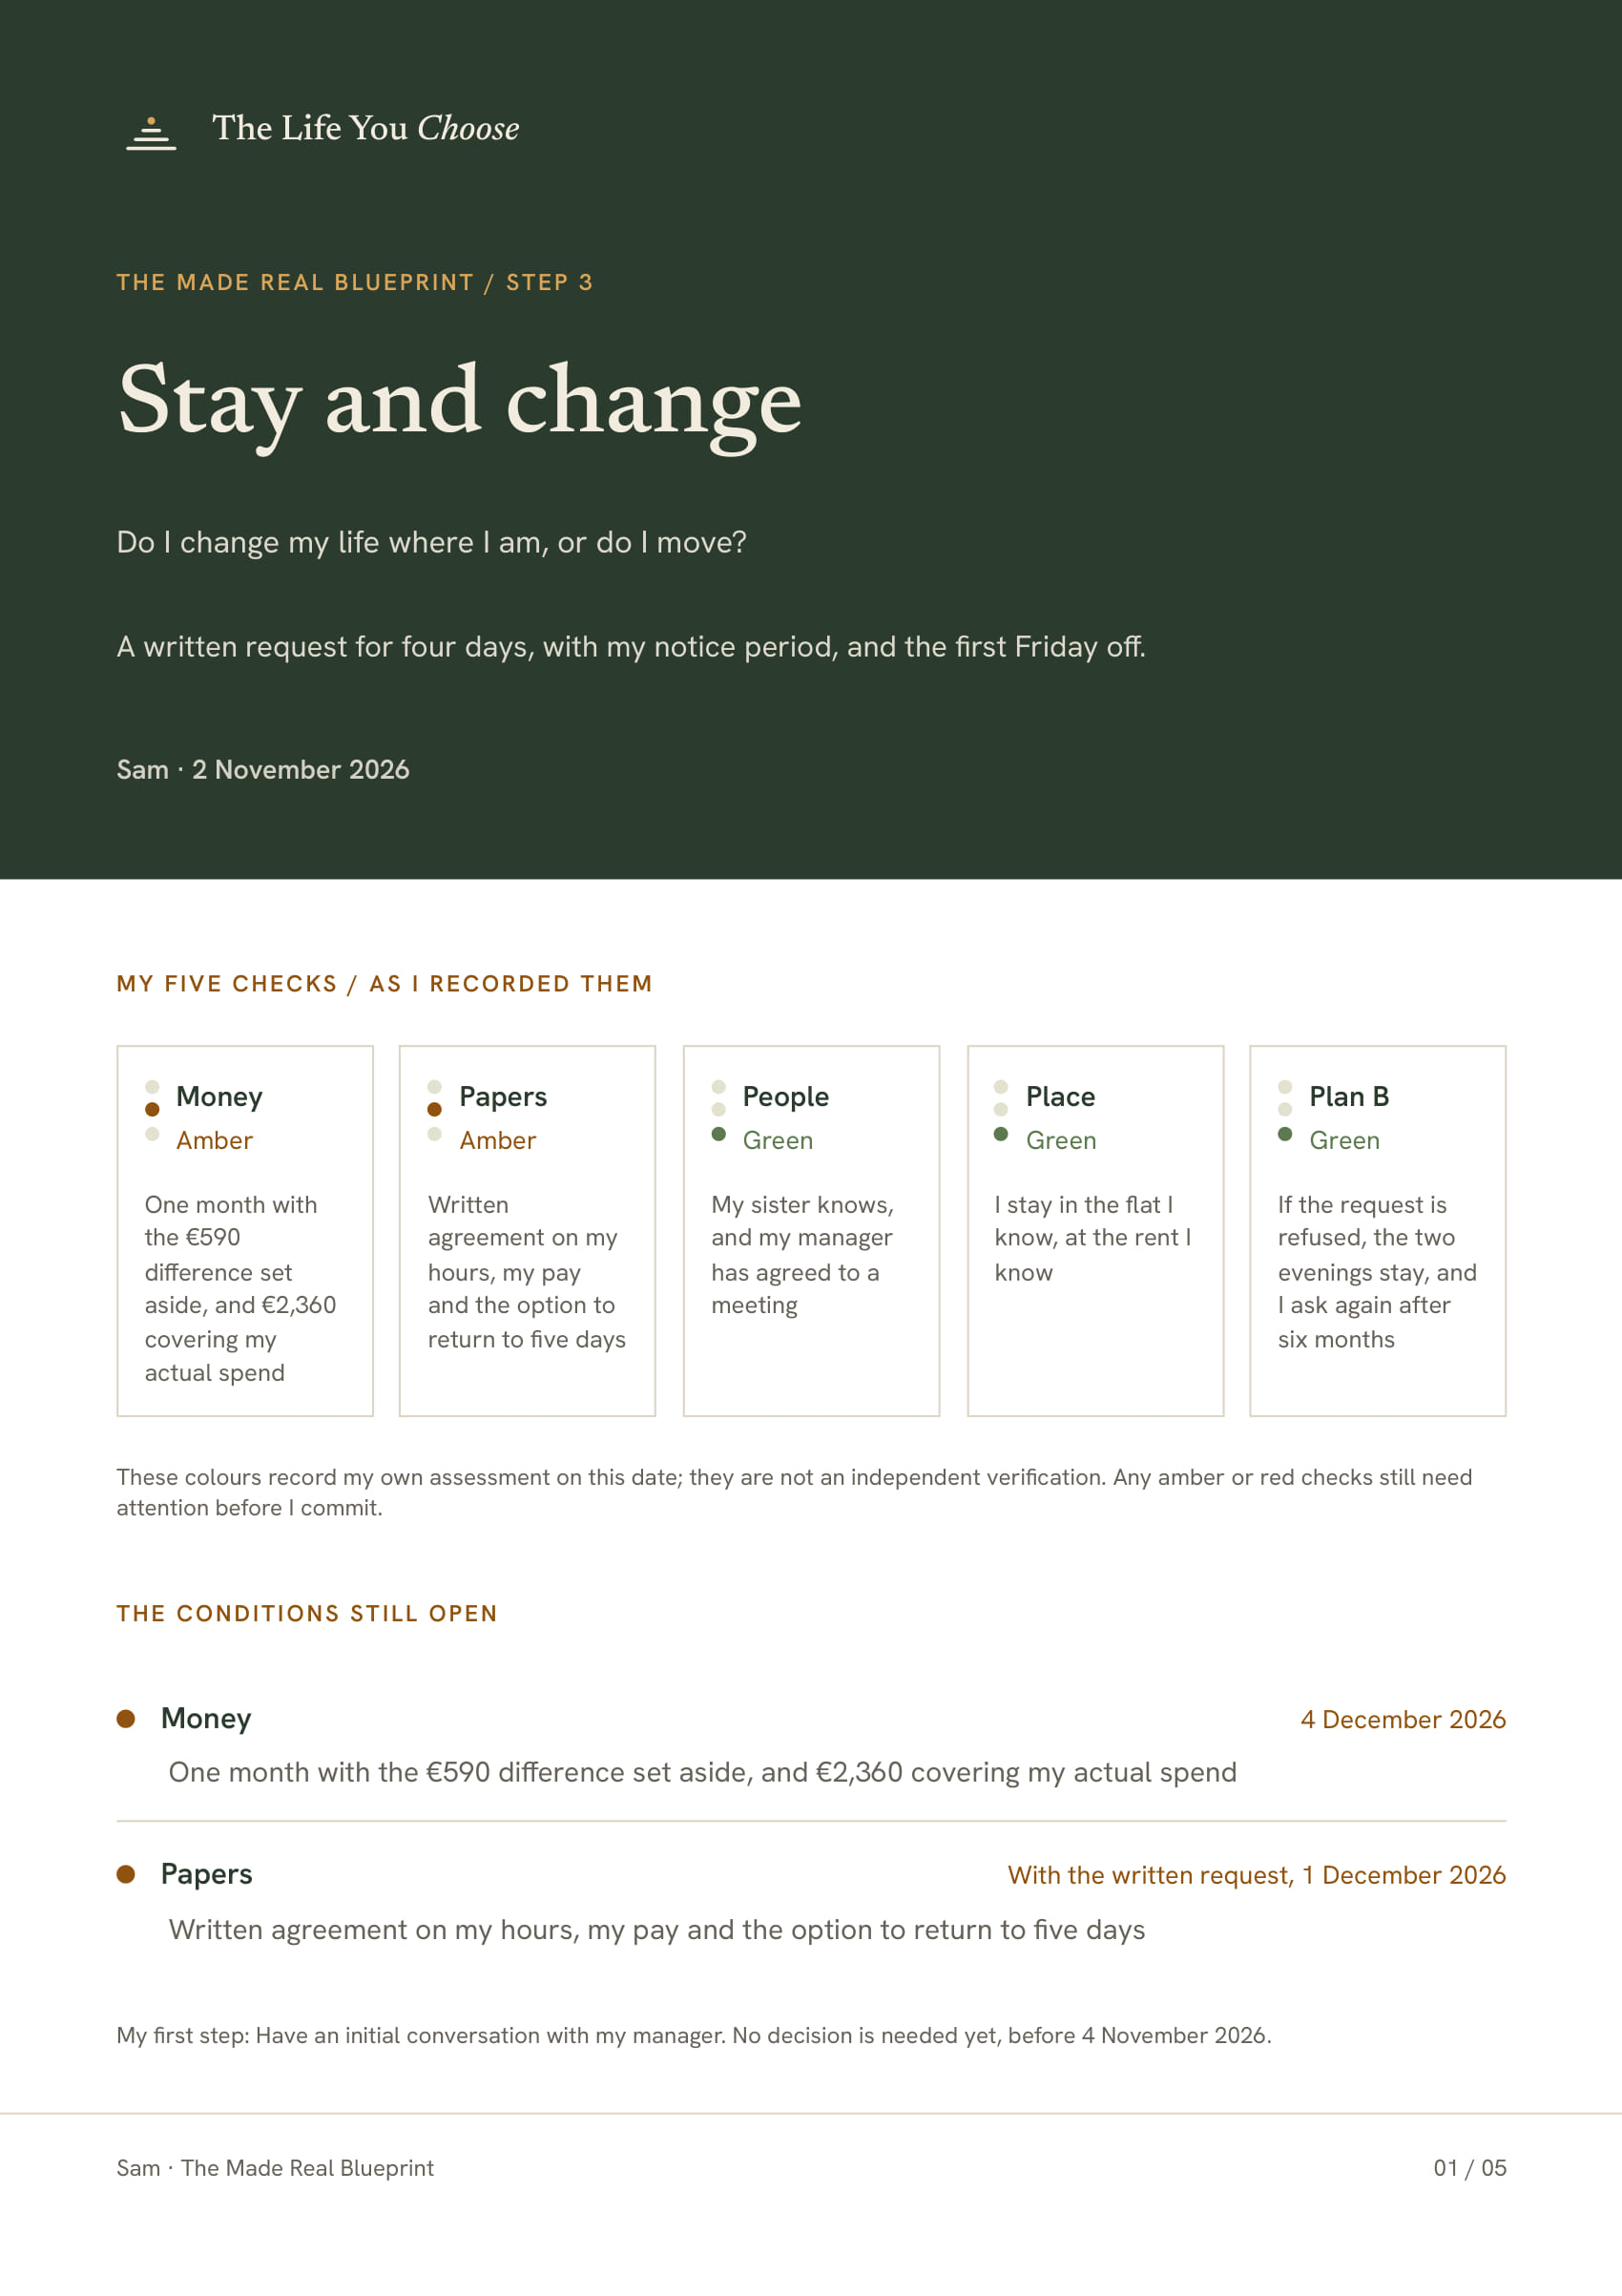 The Life You Choose
THE MADE REAL BLUEPRINT / STEP 3
Stay and change
Do I change my life where I am, or do I move?
A written request for four days, with my notice period, and the first Friday off.
Sam · 2 November 2026
MY FIVE CHECKS / AS I RECORDED THEM
Money
Amber
One month with
the €590
difference set
aside, and €2,360
covering my
actual spend
Papers
Amber
Written
agreement on my
hours, my pay
and the option to
return to five days
People
Green
My sister knows,
and my manager
has agreed to a
meeting
Place
Green
I stay in the flat I
know, at the rent I
know
Plan B
Green
If the request is
refused, the two
evenings stay, and
I ask again after
six months
These colours record my own assessment on this date; they are not an independent verification. Any amber or red checks still need
attention before I commit.
THE CONDITIONS STILL OPEN
Money 4 December 2026
One month with the €590 difference set aside, and €2,360 covering my actual spend
Papers With the written request, 1 December 2026
Written agreement on my hours, my pay and the option to return to five days
My first step: Have an initial conversation with my manager. No decision is needed yet, before 4 November 2026.
Sam · The Made Real Blueprint 01 / 05